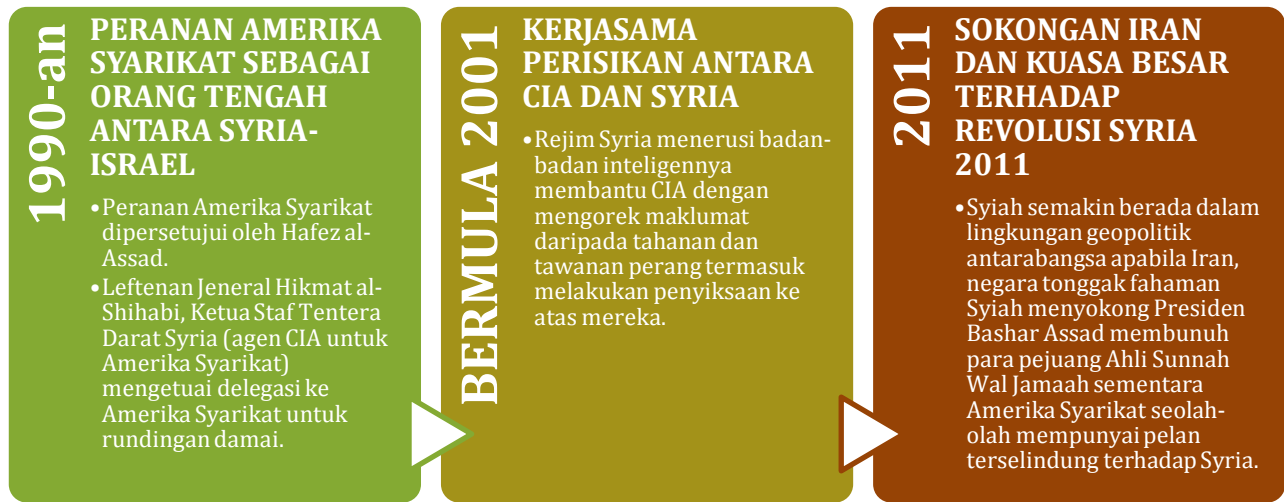 1990-an
PERANAN AMERIKA
SYARIKAT SEBAGAI
ORANG TENGAH
ANTARA SYRIA-
ISRAEL
•Peranan Amerika Syarikat
dipersetujui oleh Hafez al-
Assad.
•Leftenan Jeneral Hikmat al-
Shihabi, Ketua Staf Tentera
Darat Syria (agen CIA untuk
Amerika Syarikat)
mengetuai delegasi ke
Amerika Syarikat untuk
rundingan damai.
BERMULA 2001
KERJASAMA
PERISIKAN ANTARA
CIA DAN SYRIA
•Rejim Syria menerusi badan-
badan inteligennya
membantu CIA dengan
mengorek maklumat
daripada tahanan dan
tawanan perang termasuk
melakukan penyiksaan ke
atas mereka.
2011
SOKONGAN IRAN
DAN KUASA BESAR
TERHADAP
REVOLUSI SYRIA
2011
•Syiah semakin berada dalam
lingkungan geopolitik
antarabangsa apabila Iran,
negara tonggak fahaman
Syiah menyokong Presiden
Bashar Assad membunuh
para pejuang Ahli Sunnah
Wal Jamaah sementara
Amerika Syarikat seolah-
olah mempunyai pelan
terselindung terhadap Syria.